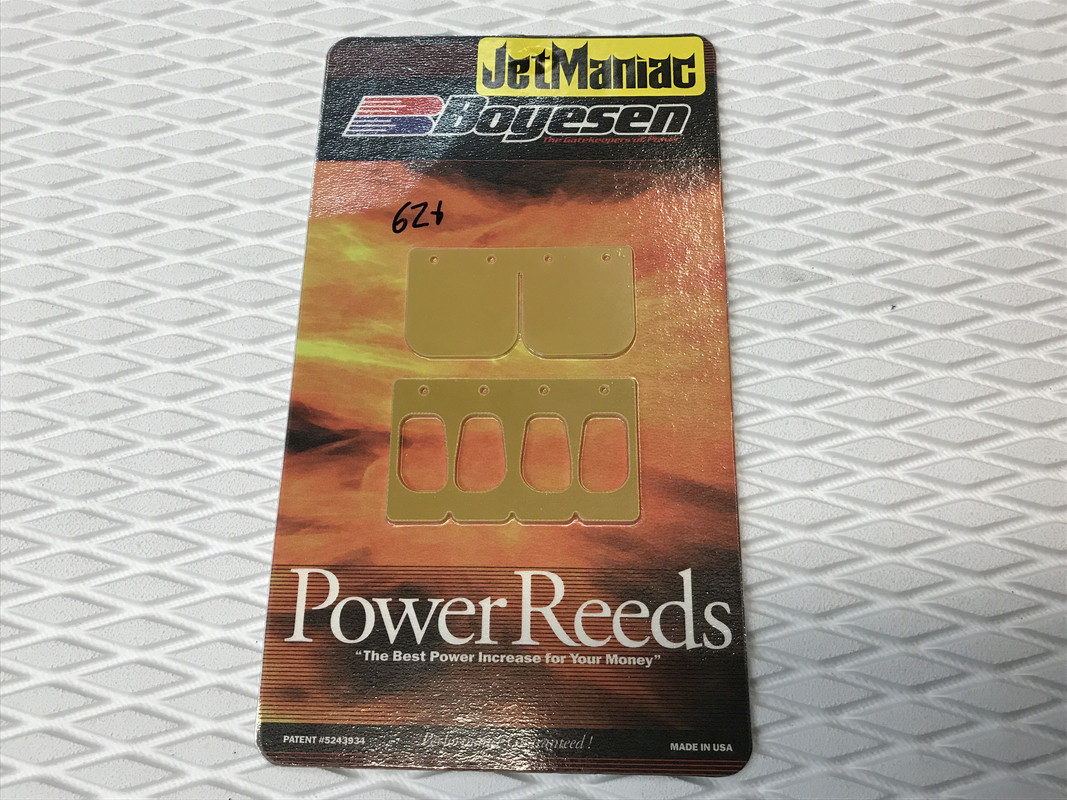 JetManiac
Boyesen
The Gatekeepers of Power
62t
Power Reeds
“The Best Power Increase for Your Money”
PATENT #5243934
Performance Guaranteed!
MADE IN USA